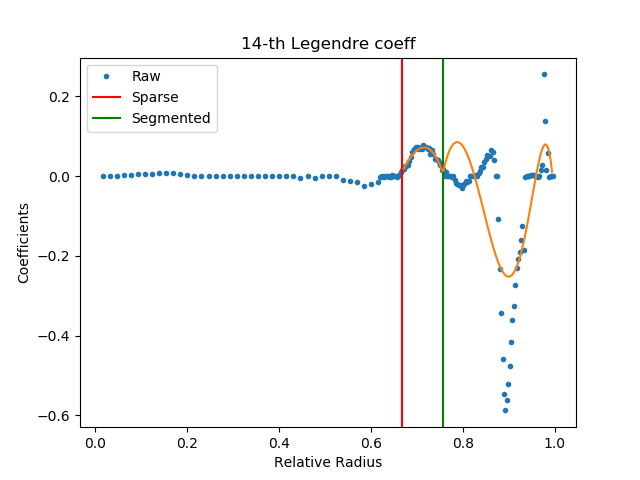 14-th Legendre coeff
Raw
Sparse
Segmented
0.2
0.0
−0.2
−0.4
−0.6
Coefficients
0.0 0.2 0.4 0.6 0.8 1.0
Relative Radius